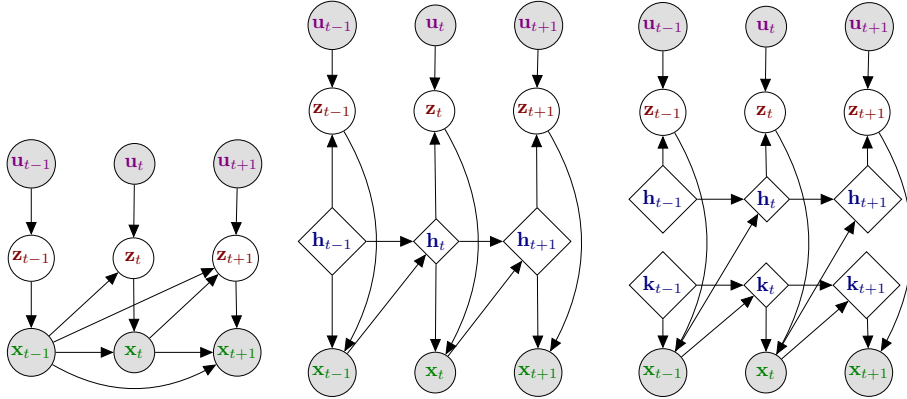 u_{t-1} u_t u_{t+1}
z_{t-1} z_t z_{t+1}
x_{t-1} x_t x_{t+1}
u_{t-1} u_t u_{t+1}
z_{t-1} z_t z_{t+1}
h_{t-1} h_t h_{t+1}
x_{t-1} x_t x_{t+1}
u_{t-1} u_t u_{t+1}
z_{t-1} z_t z_{t+1}
h_{t-1} h_t h_{t+1}
k_{t-1} k_t k_{t+1}
x_{t-1} x_t x_{t+1}